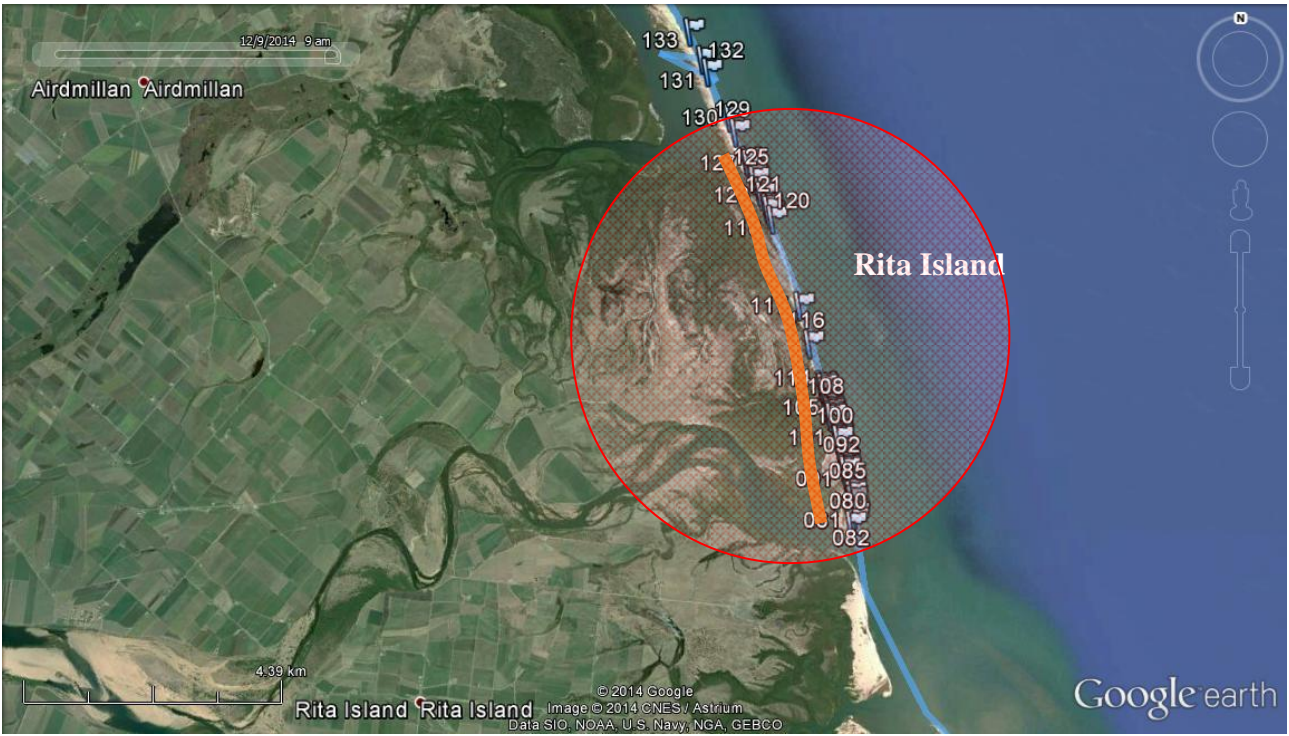 12/9/2014 9 am
N
133
132
131
Airdmillan Airdmillan
129
130
125
121
120
Rita Island
116
108
100
092
085
080
082
4.39 km
© 2014 Google
Rita Island Rita Island
Image © 2014 CNES / Astrium
Data SIO, NOAA, U.S. Navy, NGA, GEBCO
Google earth